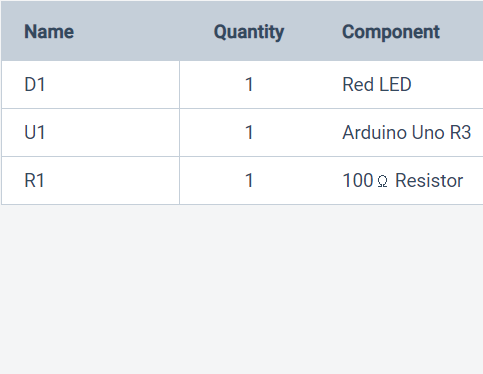 Name Quantity Component
D1 1 Red LED
U1 1 Arduino Uno R3
R1 1 100 Ω Resistor